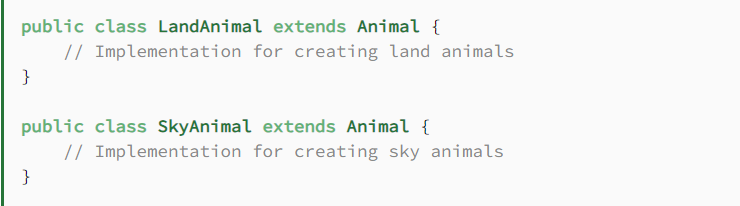 public class LandAnimal extends Animal {
    // Implementation for creating land animals
}
public class SkyAnimal extends Animal {
    // Implementation for creating sky animals
}